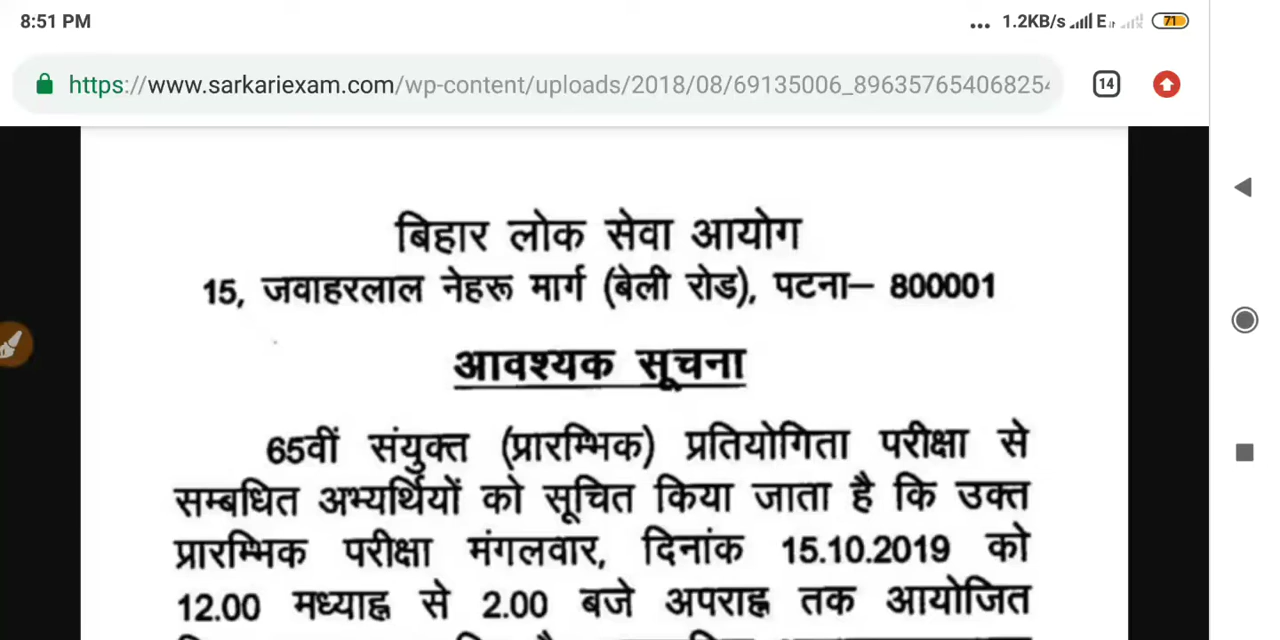 8:51 PM
... 1.2KB/s E 71
https://www.sarkariexam.com/wp-content/uploads/2018/08/69135006_896357654068254
14
बिहार लोक सेवा आयोग
15, जवाहरलाल नेहरू मार्ग (बेली रोड), पटना– 800001
आवश्यक सूचना
65वीं संयुक्त (प्रारम्भिक) प्रतियोगिता परीक्षा से
सम्बधित अभ्यर्थियों को सूचित किया जाता है कि उक्त
प्रारम्भिक परीक्षा मंगलवार, दिनांक 15.10.2019 को
12.00 मध्याह्न से 2.00 बजे अपराह्न तक आयोजित